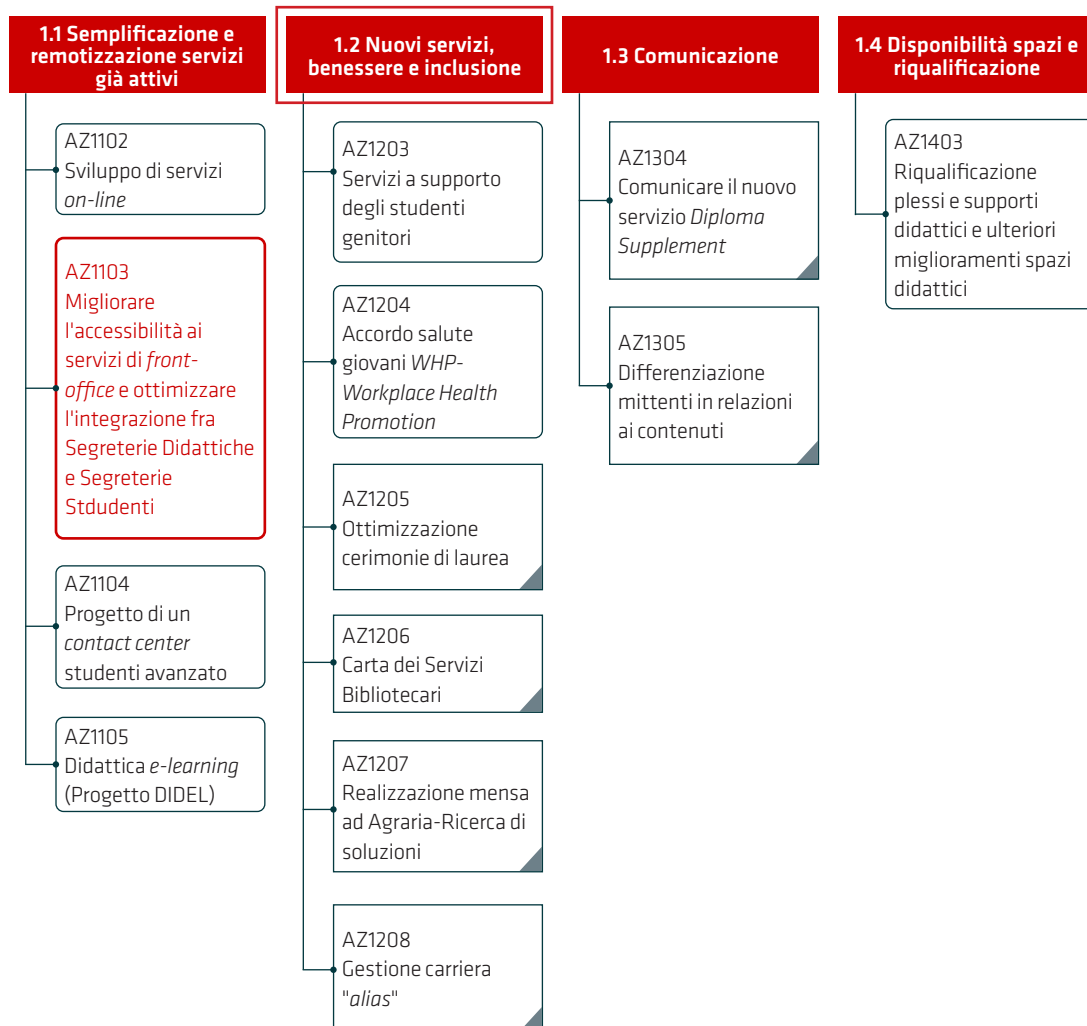 1.1 Semplificazione e
remotizzazione servizi
già attivi
AZ1102
Sviluppo di servizi
on-line
AZ1103
Migliorare
l'accessibilità ai
servizi di front-
office e ottimizzare
l'integrazione fra
Segreterie Didattiche
e Segreterie
Stdudenti
AZ1104
Progetto di un
contact center
studenti avanzato
AZ1105
Didattica e-learning
(Progetto DIDEL)
1.2 Nuovi servizi,
benessere e inclusione
AZ1203
Servizi a supporto
degli studenti
genitori
AZ1204
Accordo salute
giovani WHP-
Workplace Health
Promotion
AZ1205
Ottimizzazione
cerimonie di laurea
AZ1206
Carta dei Servizi
Bibliotecari
AZ1207
Realizzazione mensa
ad Agraria-Ricerca di
soluzioni
AZ1208
Gestione carriera
"alias"
1.3 Comunicazione
AZ1304
Comunicare il nuovo
servizio Diploma
Supplement
AZ1305
Differenziazione
mittenti in relazioni
ai contenuti
1.4 Disponibilità spazi e
riqualificazione
AZ1403
Riqualificazione
plessi e supporti
didattici e ulteriori
miglioramenti spazi
didattici